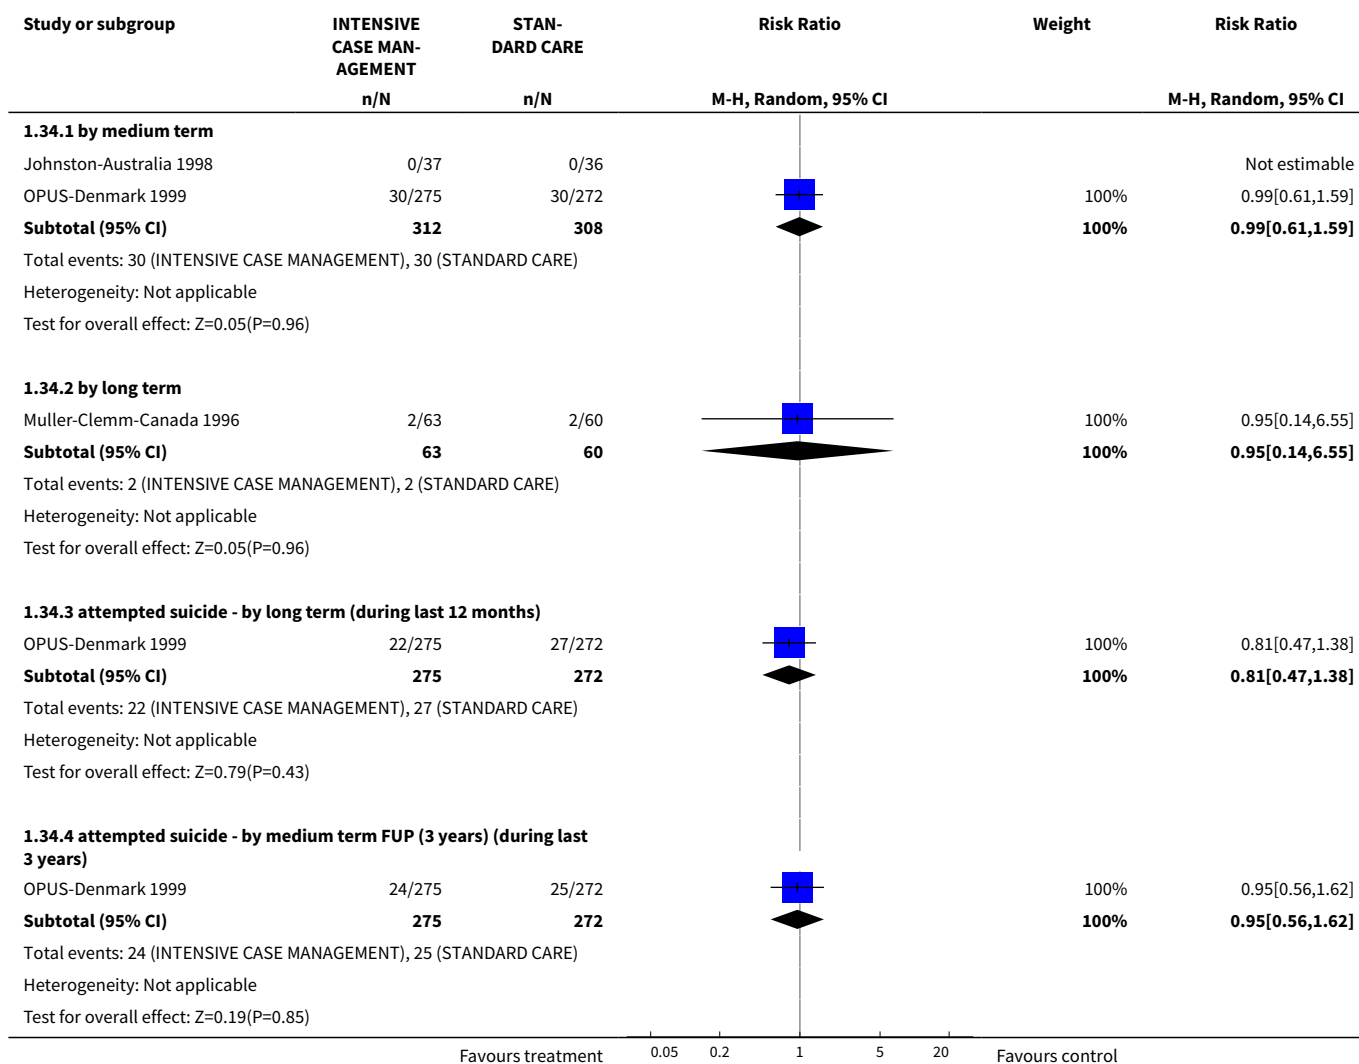 Study or subgroup INTENSIVE CASE MAN-AGEMENT STAN-DARD CARE Risk Ratio Weight Risk Ratio
n/N n/N M-H, Random, 95% CI M-H, Random, 95% CI
1.34.1 by medium term
Johnston-Australia 1998 0/37 0/36 Not estimable
OPUS-Denmark 1999 30/275 30/272 100% 0.99[0.61,1.59]
Subtotal (95% CI) 312 308 100% 0.99[0.61,1.59]
Total events: 30 (INTENSIVE CASE MANAGEMENT), 30 (STANDARD CARE)
Heterogeneity: Not applicable
Test for overall effect: Z=0.05(P=0.96)
1.34.2 by long term
Muller-Clemm-Canada 1996 2/63 2/60 100% 0.95[0.14,6.55]
Subtotal (95% CI) 63 60 100% 0.95[0.14,6.55]
Total events: 2 (INTENSIVE CASE MANAGEMENT), 2 (STANDARD CARE)
Heterogeneity: Not applicable
Test for overall effect: Z=0.05(P=0.96)
1.34.3 attempted suicide - by long term (during last 12 months)
OPUS-Denmark 1999 22/275 27/272 100% 0.81[0.47,1.38]
Subtotal (95% CI) 275 272 100% 0.81[0.47,1.38]
Total events: 22 (INTENSIVE CASE MANAGEMENT), 27 (STANDARD CARE)
Heterogeneity: Not applicable
Test for overall effect: Z=0.79(P=0.43)
1.34.4 attempted suicide - by medium term FUP (3 years) (during last
3 years)
OPUS-Denmark 1999 24/275 25/272 100% 0.95[0.56,1.62]
Subtotal (95% CI) 275 272 100% 0.95[0.56,1.62]
Total events: 24 (INTENSIVE CASE MANAGEMENT), 25 (STANDARD CARE)
Heterogeneity: Not applicable
Test for overall effect: Z=0.19(P=0.85)
Favours treatment 0.05 0.2 1 5 20 Favours control